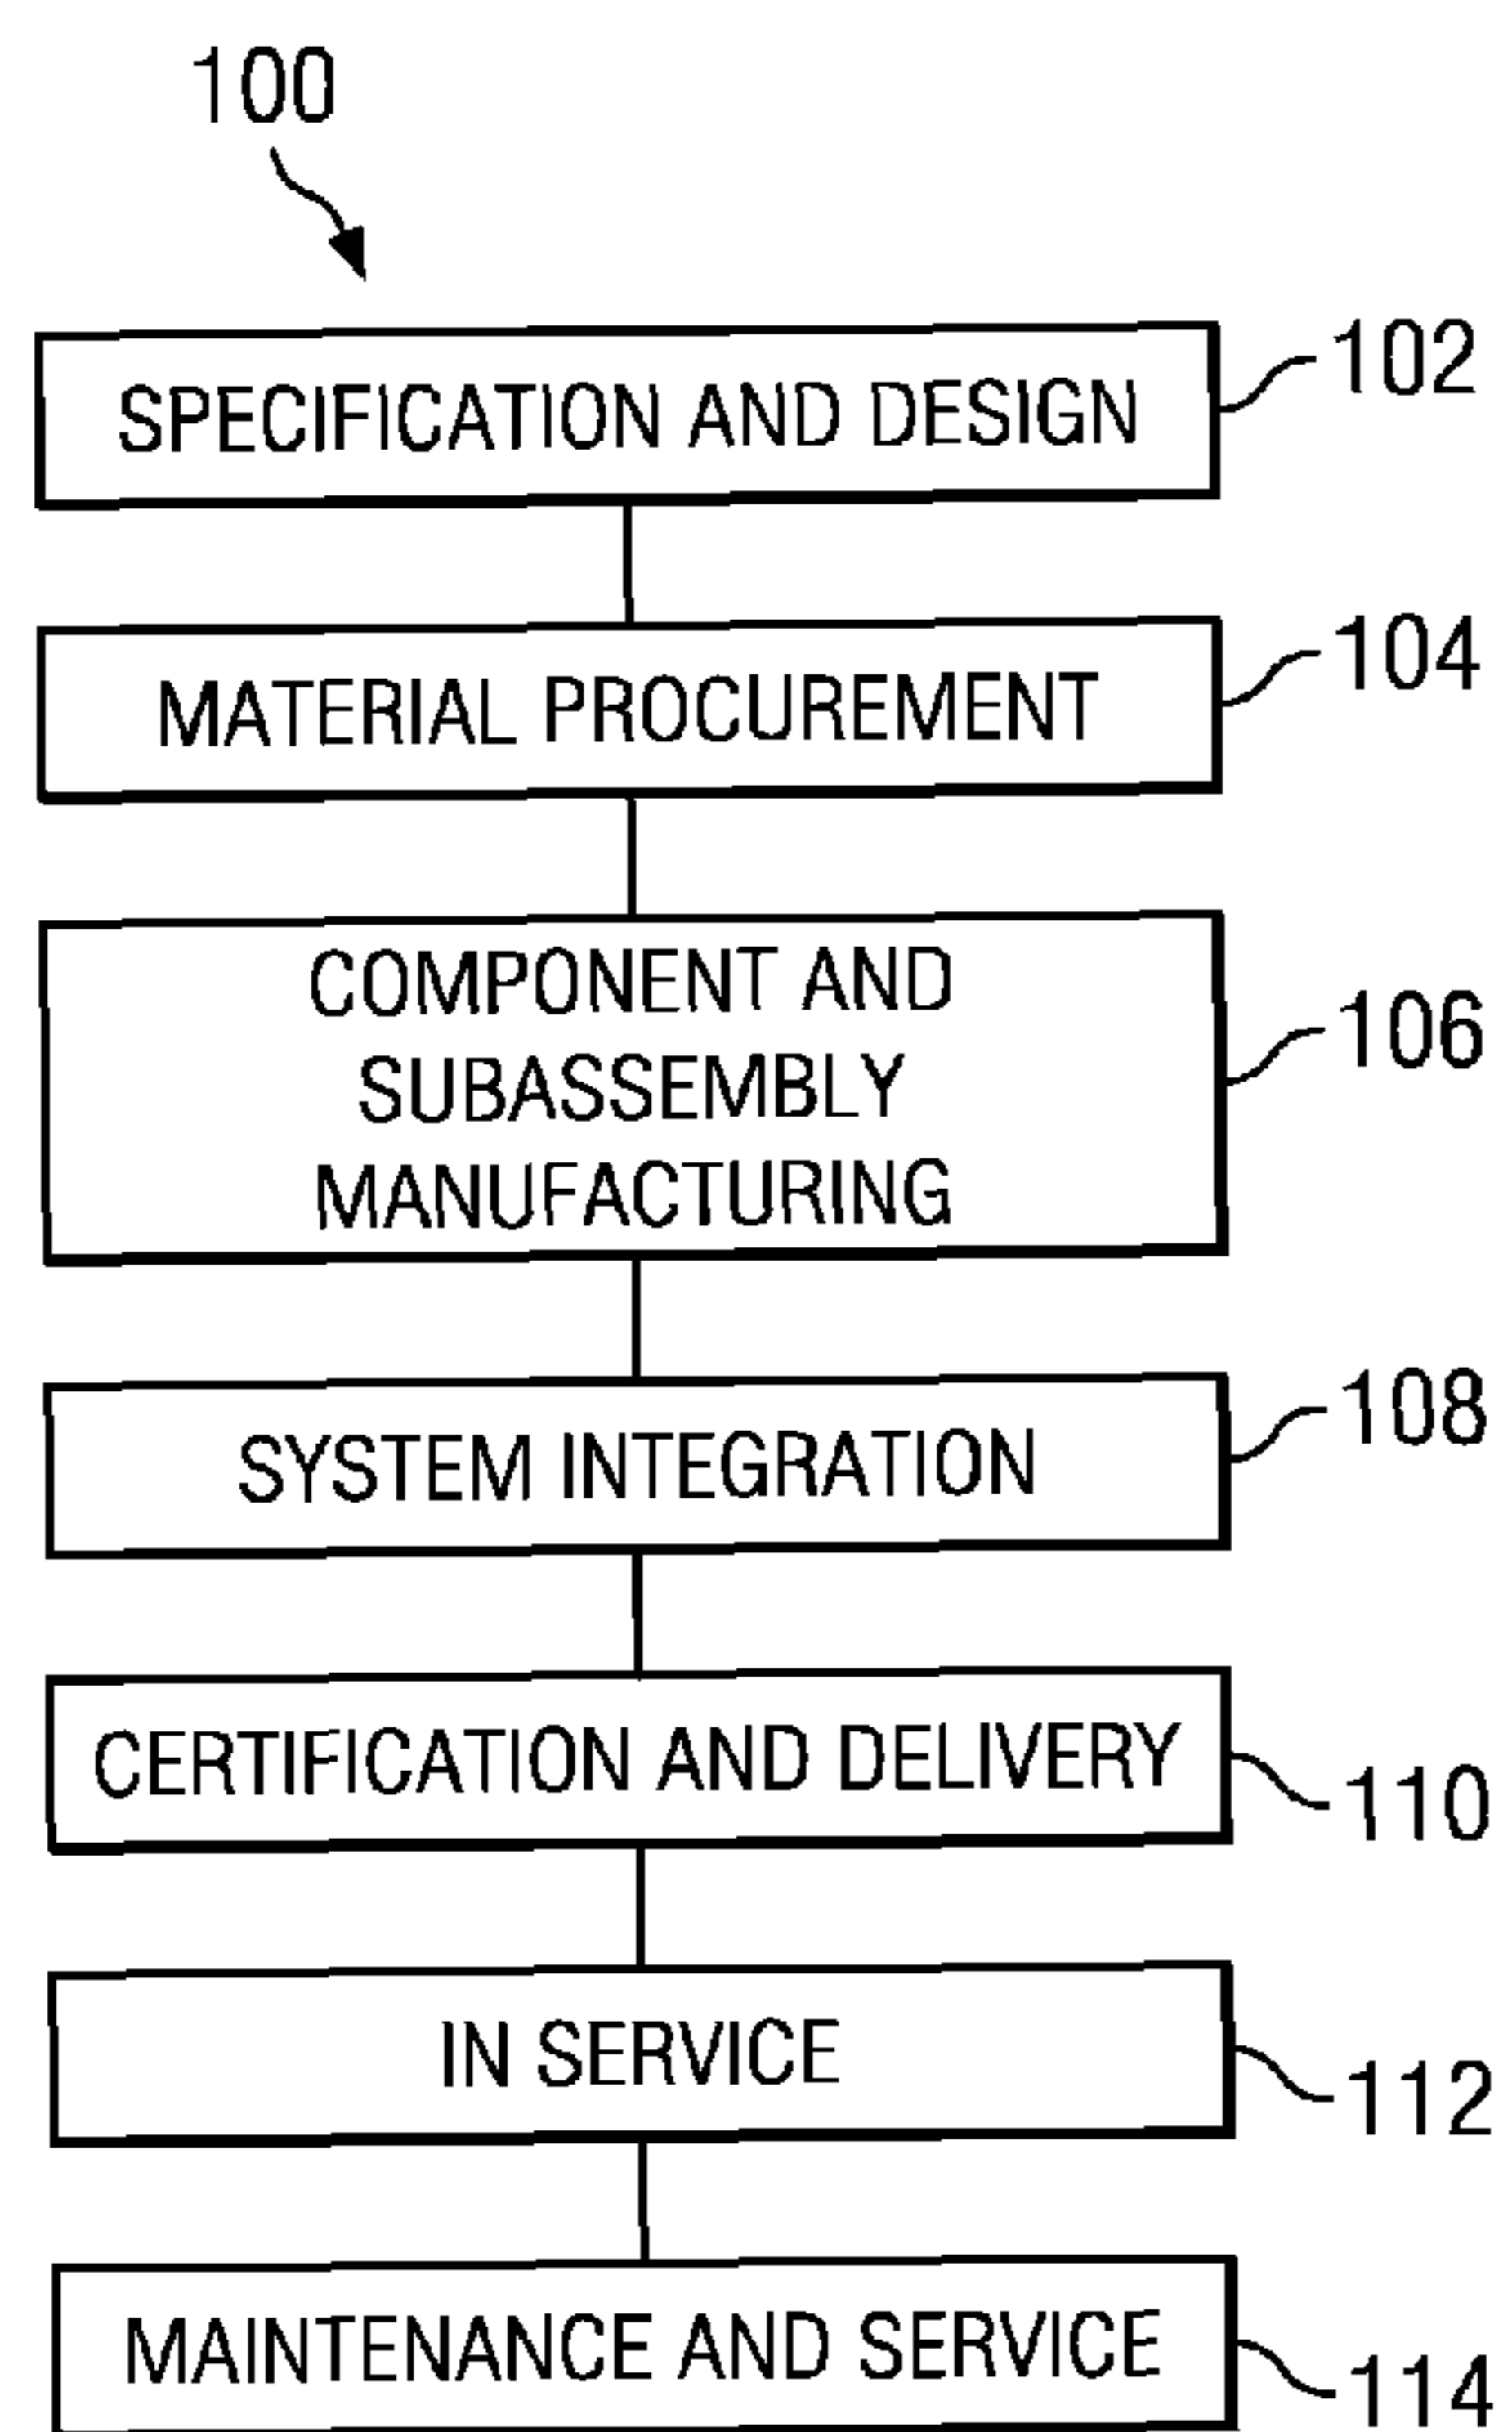 100
SPECIFICATION AND DESIGN
102
MATERIAL PROCUREMENT
104
COMPONENT AND
SUBASSEMBLY
MANUFACTURING
106
SYSTEM INTEGRATION
108
CERTIFICATION AND DELIVERY
110
IN SERVICE
112
MAINTENANCE AND SERVICE
114